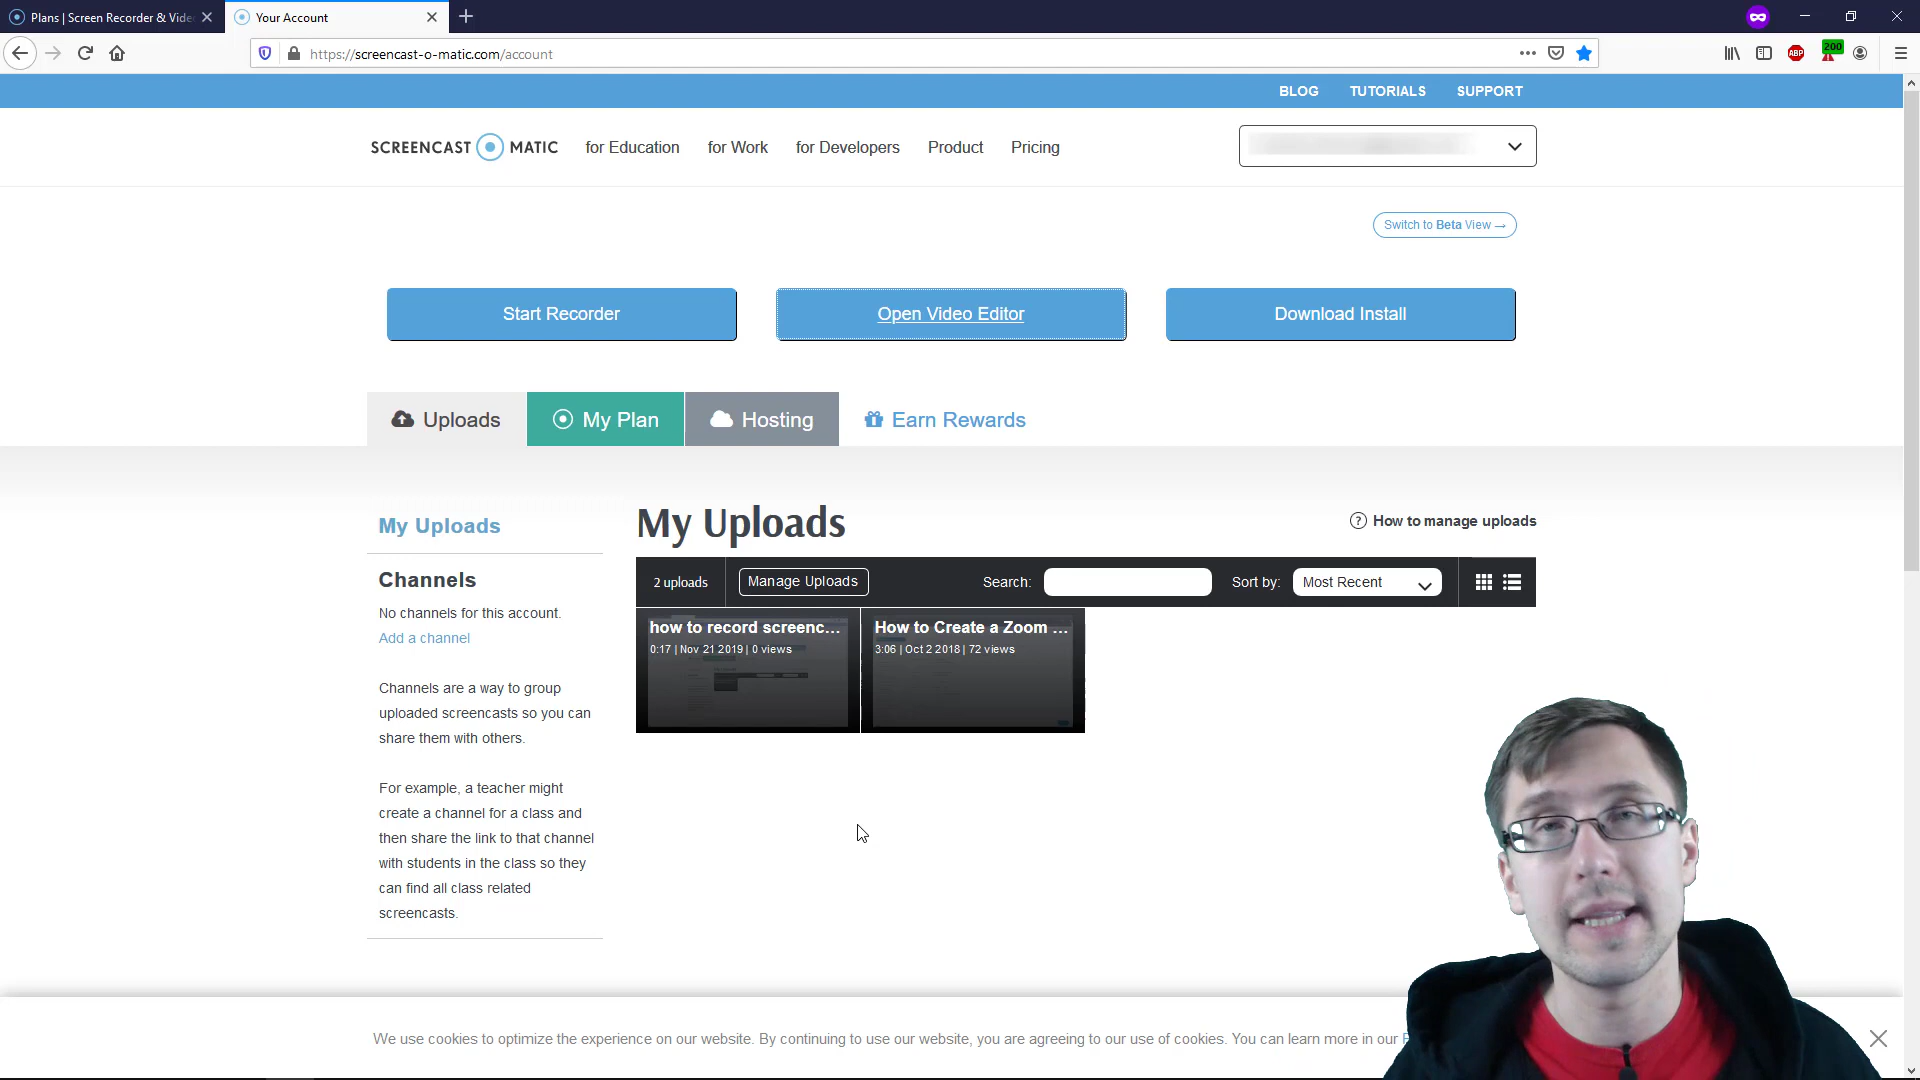 Plans | Screen Recorder & Vide
Your Account
https://screencast-o-matic.com/account
ABP
200
BLOG
TUTORIALS
SUPPORT
SCREENCAST MATIC
for Education
for Work
for Developers
Product
Pricing
Switch to Beta View →
Start Recorder
Open Video Editor
Download Install
Uploads
My Plan
Hosting
Earn Rewards
My Uploads
Channels
No channels for this account.
Add a channel
Channels are a way to group
uploaded screencasts so you can
share them with others.
For example, a teacher might
create a channel for a class and
then share the link to that channel
with students in the class so they
can find all class related
screencasts.
My Uploads
? How to manage uploads
2 uploads
Manage Uploads
Search:
Sort by:
Most Recent
how to record screenc...
0:17 | Nov 21 2019 | 0 views
How to Create a Zoom ...
3:06 | Oct 2 2018 | 72 views
We use cookies to optimize the experience on our website. By continuing to use our website, you are agreeing to our use of cookies. You can learn more in our